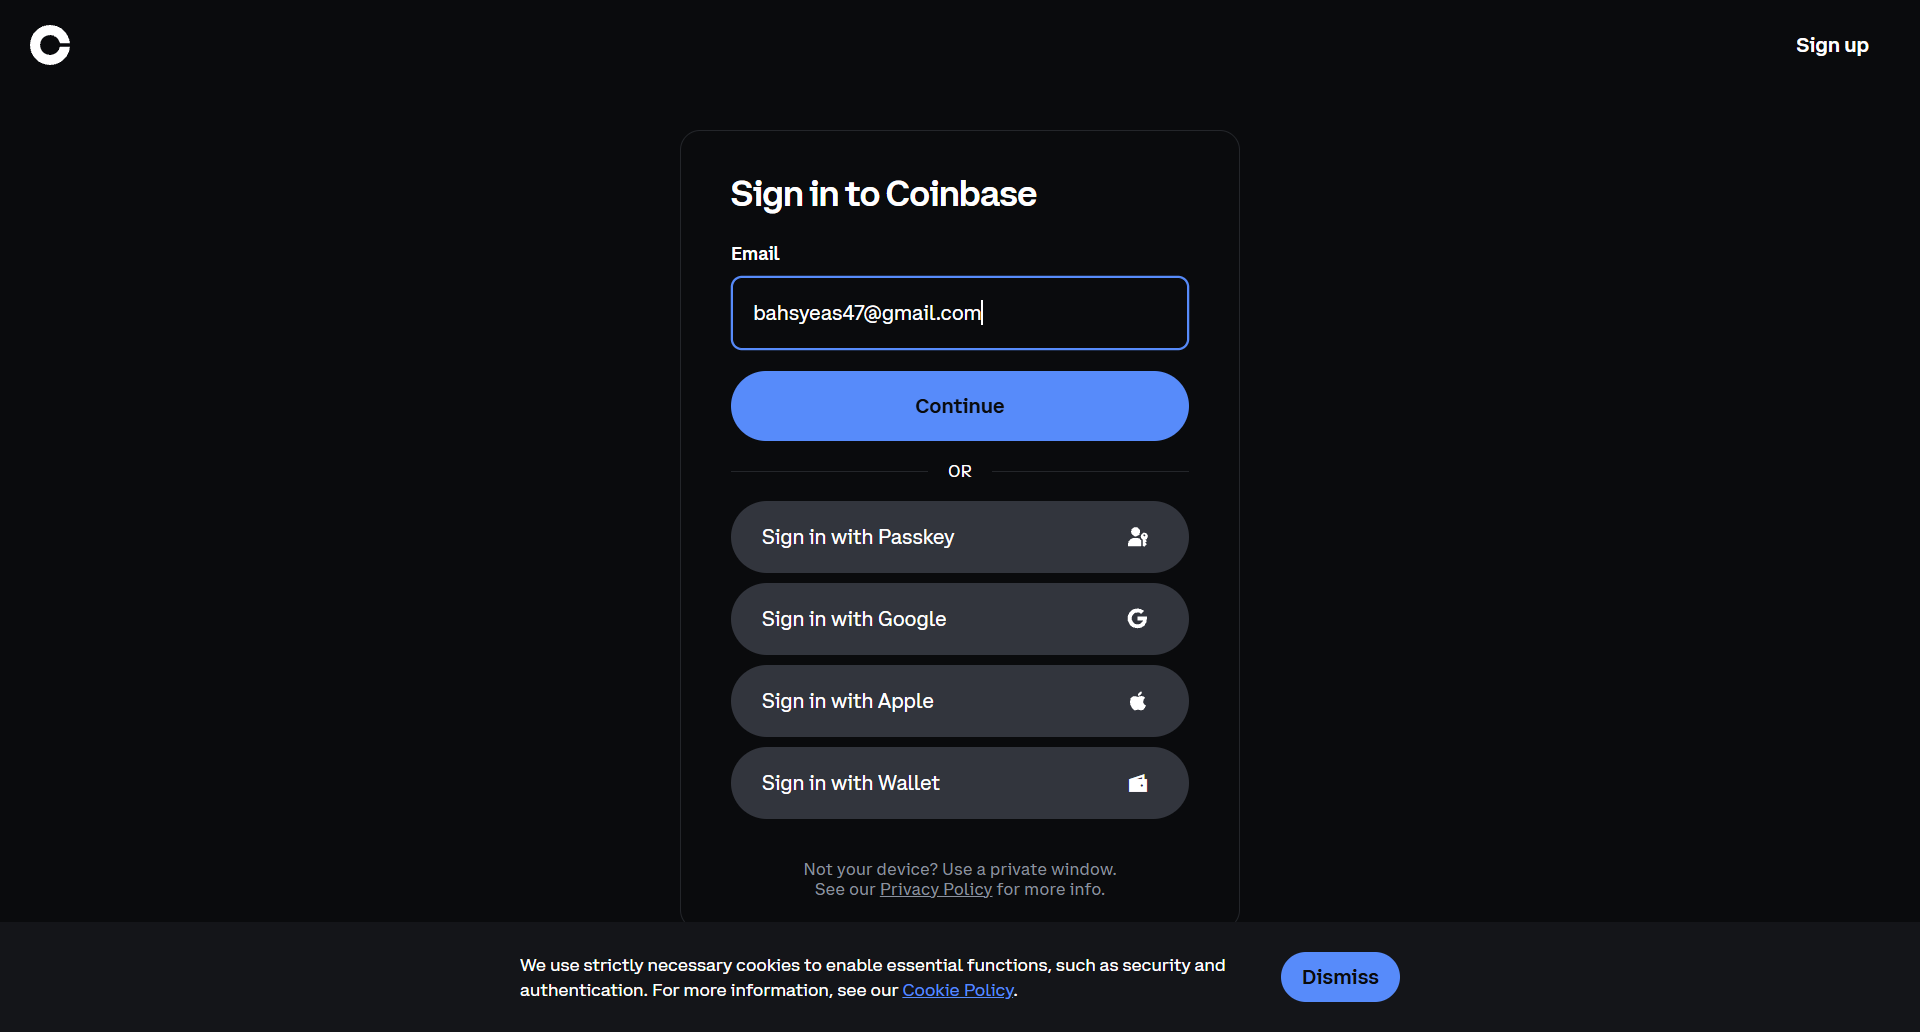 Sign up
Sign in to Coinbase
Email
bahsyeas47@gmail.com
Continue
OR
Sign in with Passkey
Sign in with Google
Sign in with Apple
Sign in with Wallet
Not your device? Use a private window.
See our Privacy Policy for more info.
We use strictly necessary cookies to enable essential functions, such as security and
authentication. For more information, see our Cookie Policy.
Dismiss